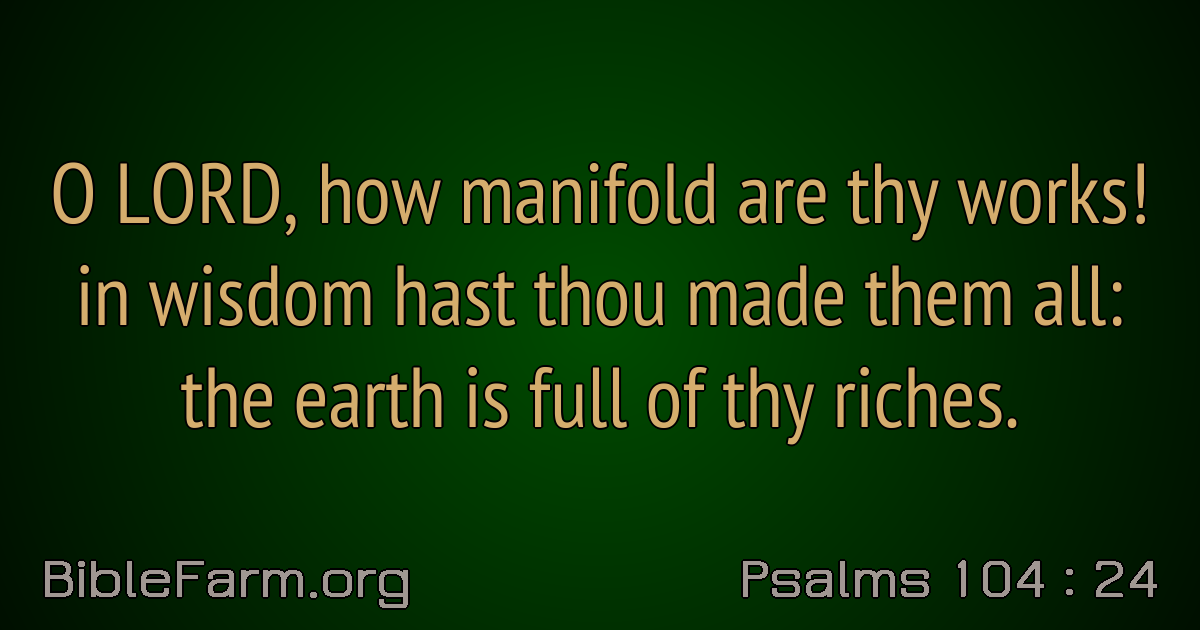 O LORD, how manifold are thy works!
in wisdom hast thou made them all:
the earth is full of thy riches.
BibleFarm.org
Psalms 104 : 24